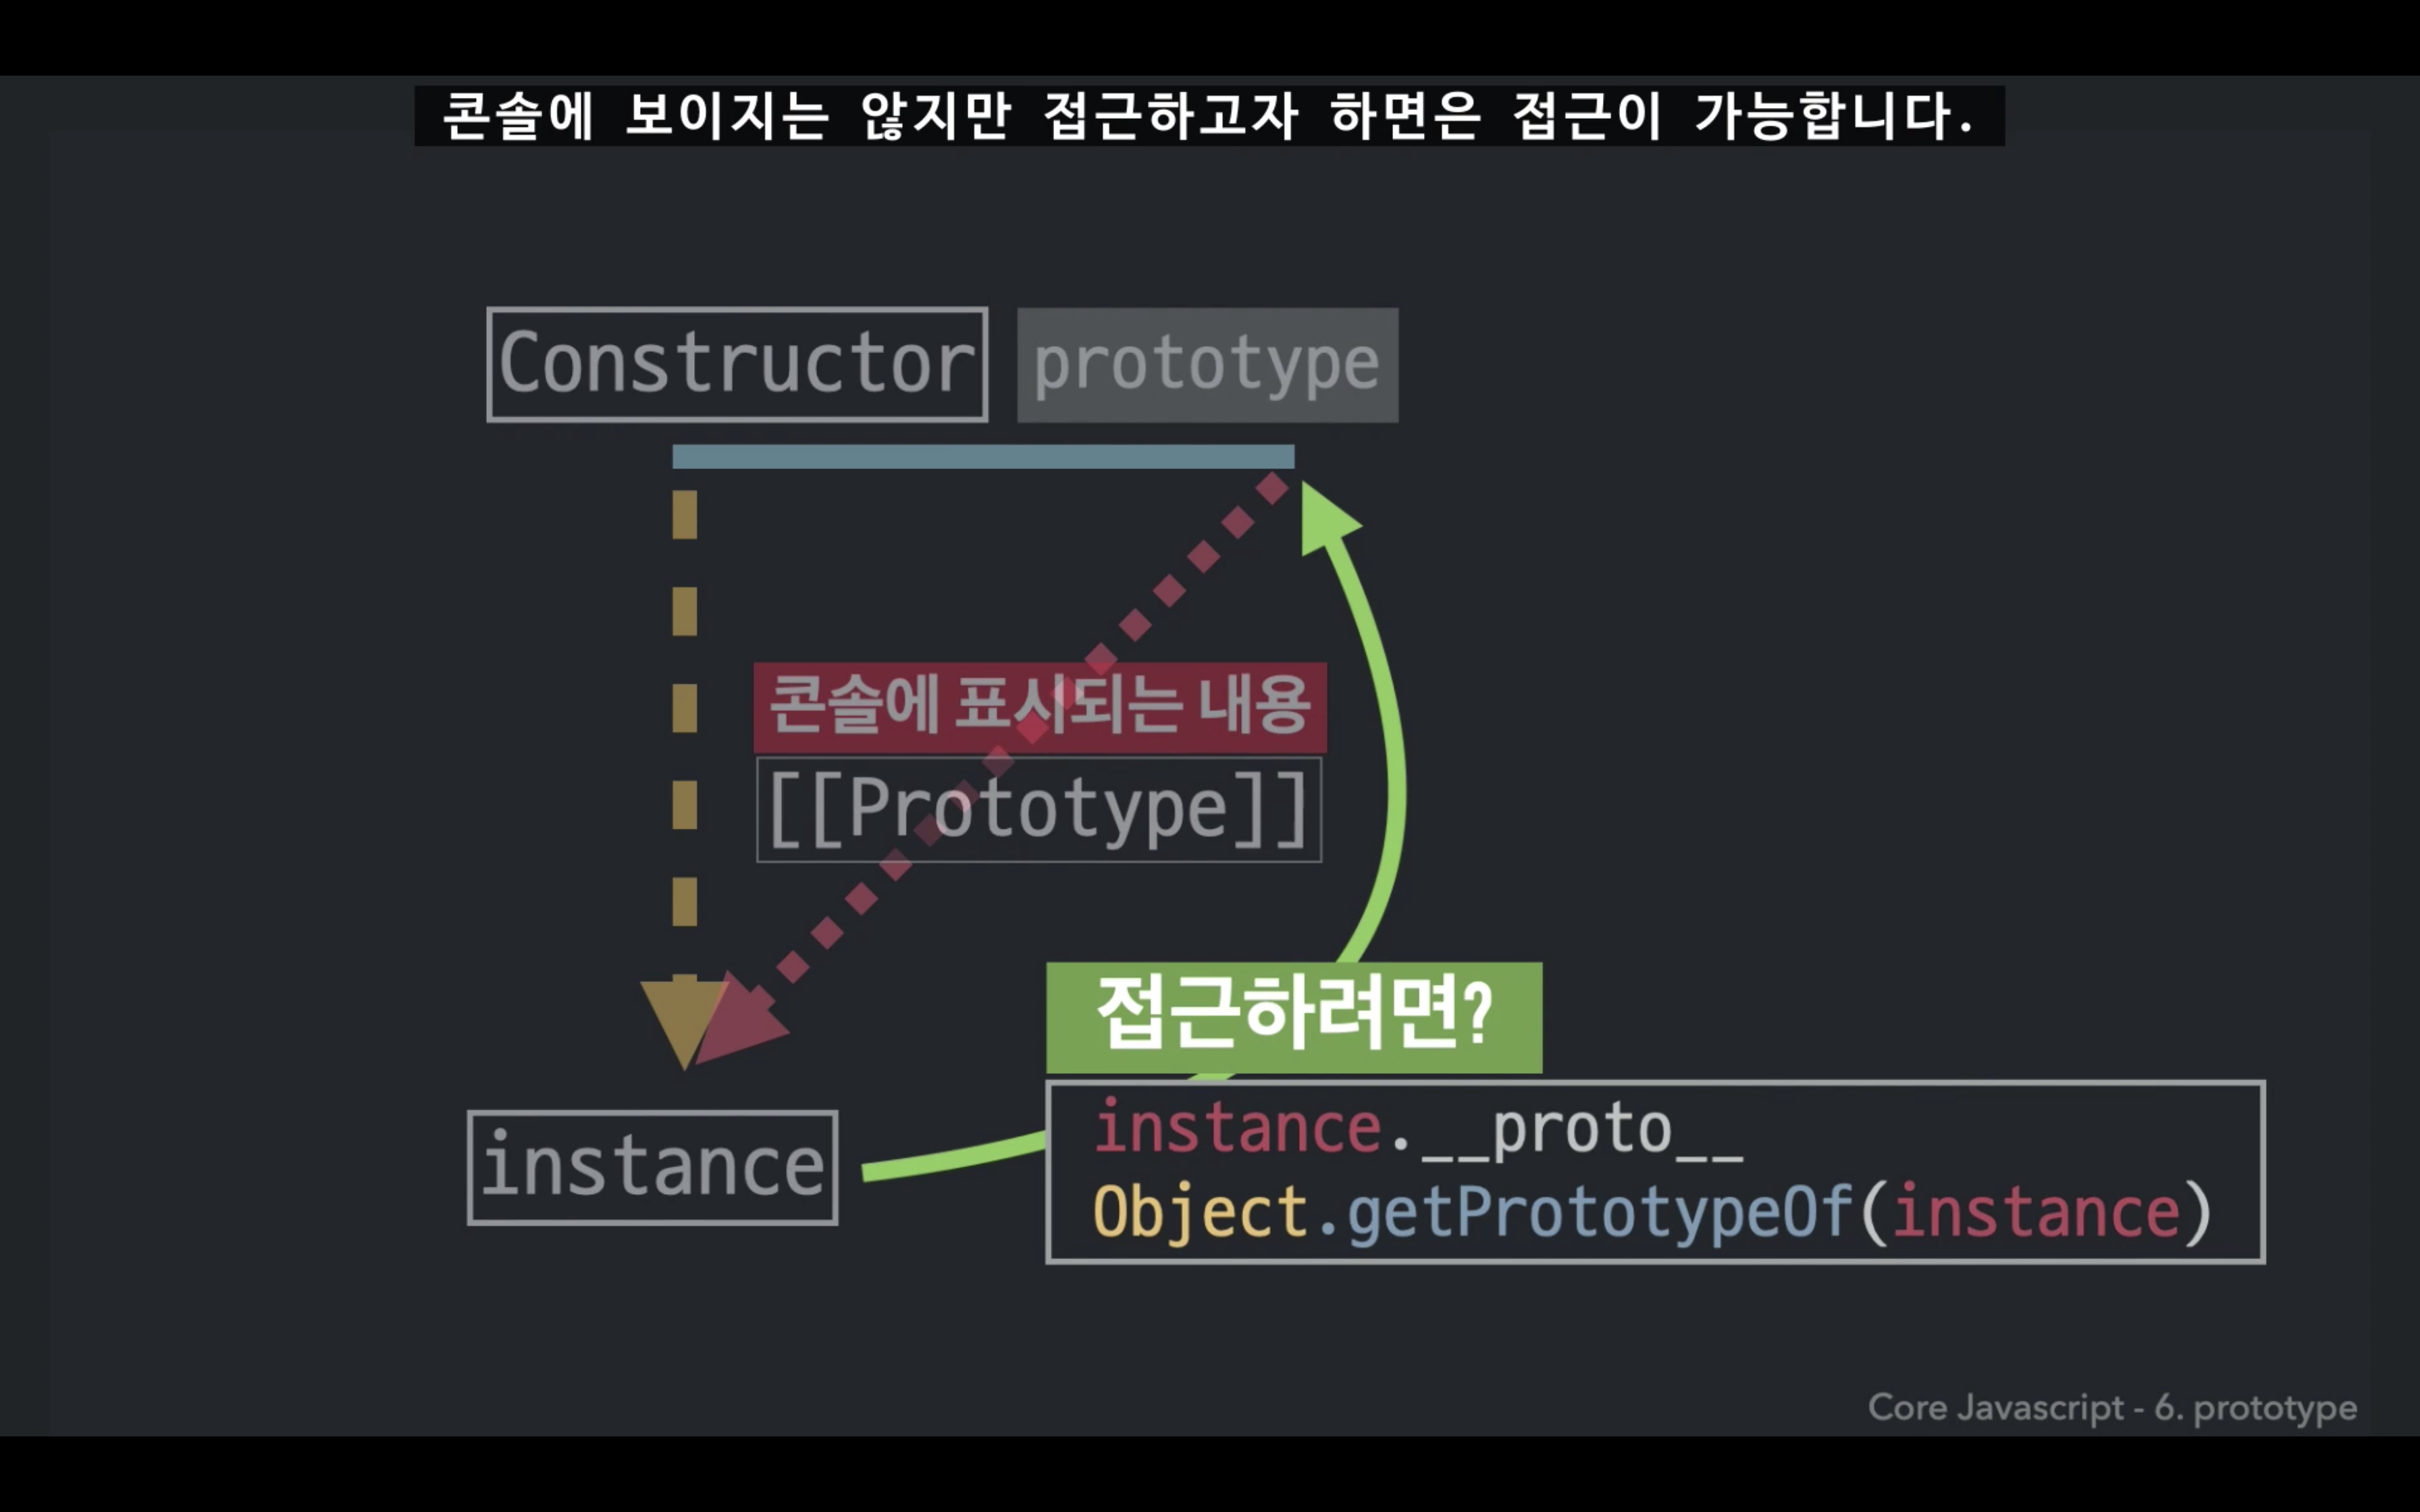 콘솔에 보이지는 않지만 접근하고자 하면은 접근이 가능합니다.
Constructor
prototype
콘솔에 표시되는 내용
[[Prototype]]
접근하려면?
instance
instance.__proto__
Object.getPrototypeOf(instance)
Core Javascript - 6. prototype